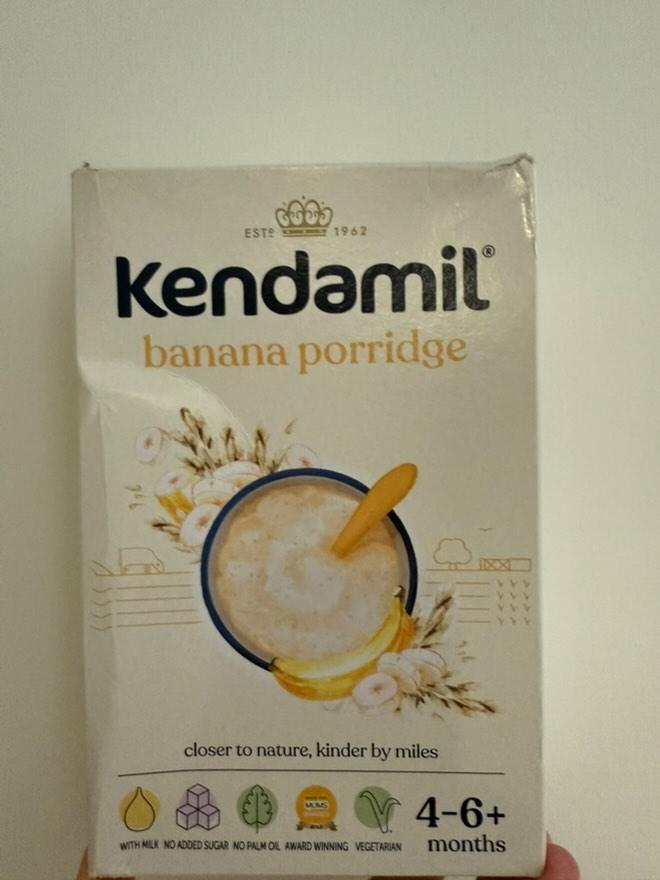 ESTD 1962
Kendamil®
banana porridge
closer to nature, kinder by miles
MUMS
WITH MILK NO ADDED SUGAR NO PALM OIL AWARD WINNING VEGETARIAN
4-6+
months